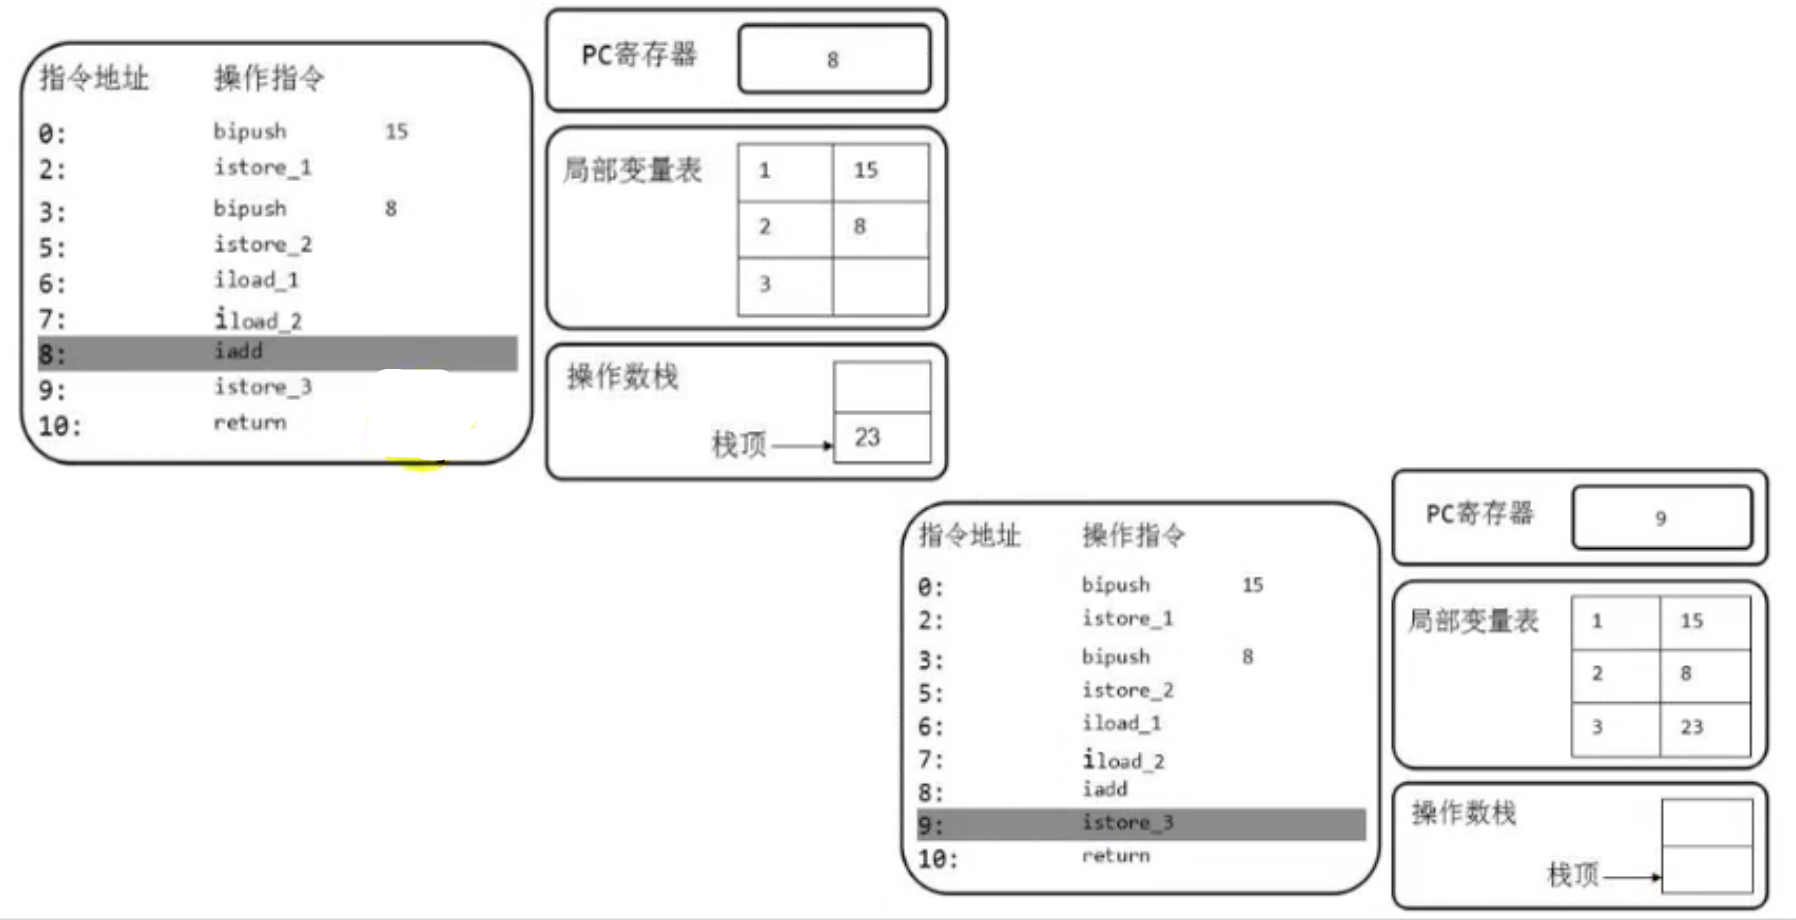 指令地址 操作指令
0: bipush 15
2: istore_1
3: bipush 8
5: istore_2
6: iload_1
7: iload_2
8: iadd
9: istore_3
10: return
PC寄存器 8
局部变量表 1 15
2 8
3
操作数栈
栈顶 23
指令地址 操作指令
0: bipush 15
2: istore_1
3: bipush 8
5: istore_2
6: iload_1
7: iload_2
8: iadd
9: istore_3
10: return
PC寄存器 9
局部变量表 1 15
2 8
3 23
操作数栈
栈顶